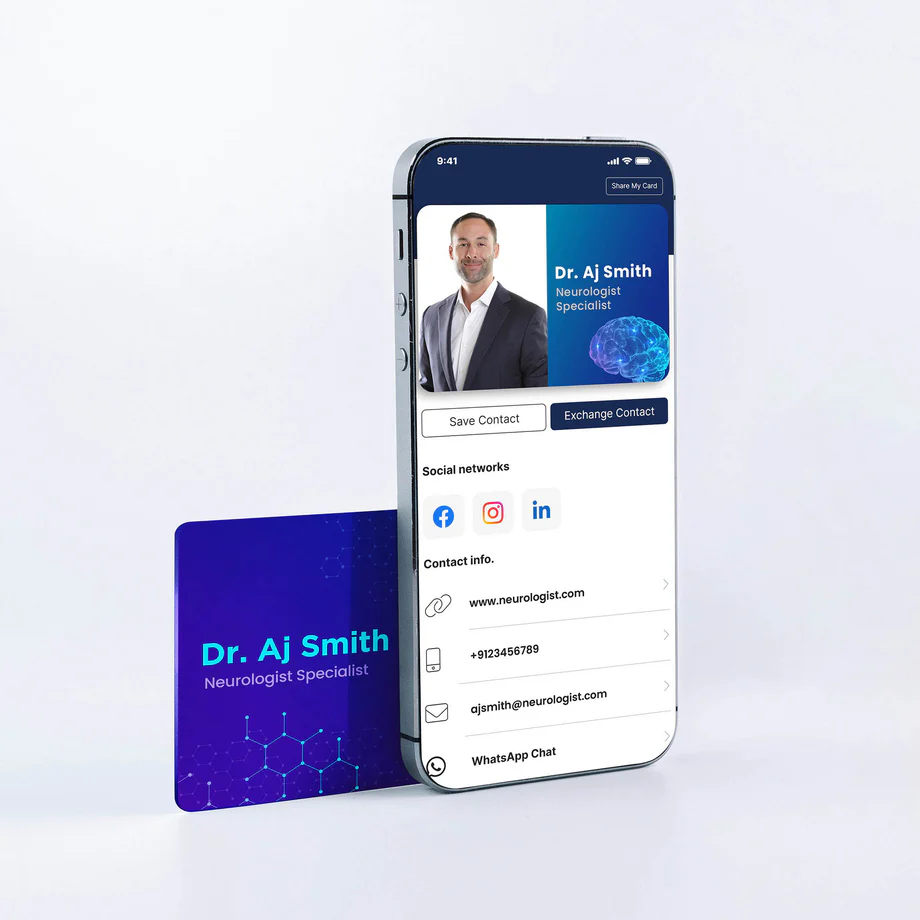 9:41
Share My Card
Dr. Aj Smith
Neurologist
Specialist
Save Contact
Exchange Contact
Social networks
in
Contact info.
www.neurologist.com
+9123456789
ajsmith@neurologist.com
WhatsApp Chat
Dr. Aj Smith
Neurologist Specialist